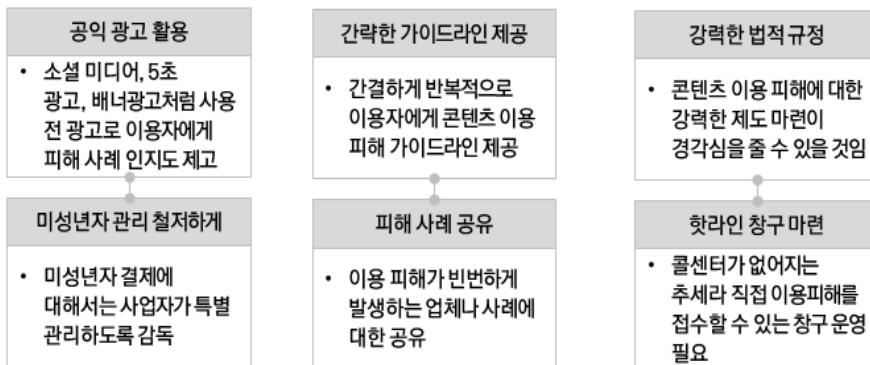 공익 광고 활용
• 소셜 미디어, 5초
광고, 배너광고처럼 사용
전 광고로 이용자에게
피해 사례 인지도 제고
간략한 가이드라인 제공
• 간결하게 반복적으로
이용자에게 콘텐츠 이용
피해 가이드라인 제공
강력한 법적 규정
• 콘텐츠 이용 피해에 대한
강력한 제도 마련이
경각심을 줄 수 있을 것임
미성년자 관리 철저하게
• 미성년자 결제에
대해서는 사업자가 특별
관리하도록 감독
피해 사례 공유
• 이용 피해가 빈번하게
발생하는 업체나 사례에
대한 공유
핫라인 창구 마련
• 콜센터가 없어지는
추세라 직접 이용피해를
접수할 수 있는 창구 운영
필요